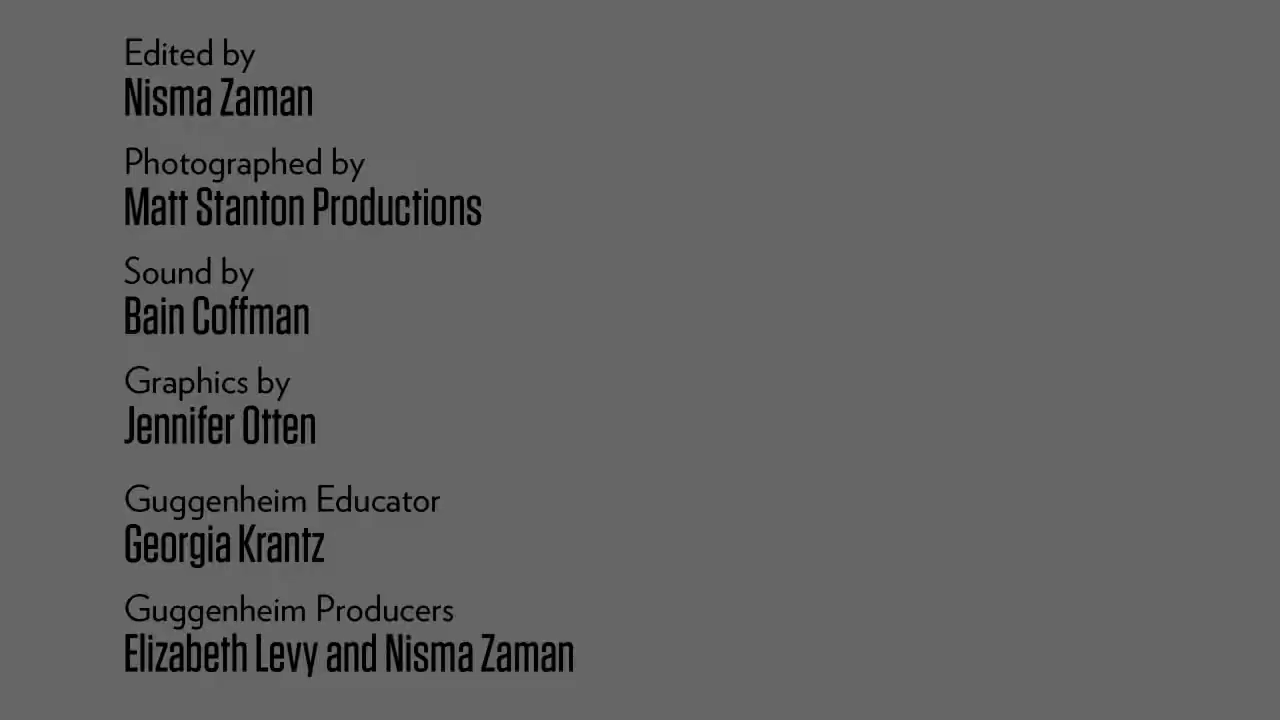 Edited by
Nisma Zaman
Photographed by
Matt Stanton Productions
Sound by
Bain Coffman
Graphics by
Jennifer Otten
Guggenheim Educator
Georgia Krantz
Guggenheim Producers
Elizabeth Levy and Nisma Zaman